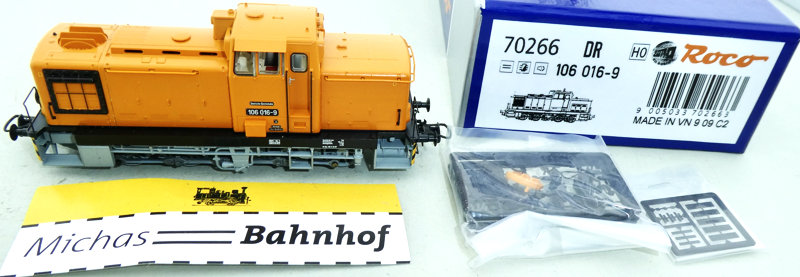 70266 DR
HO Roco
106 016-9
9 005033 702663
MADE IN VN 9 09 C2
106 016-9
Michas Bahnhof